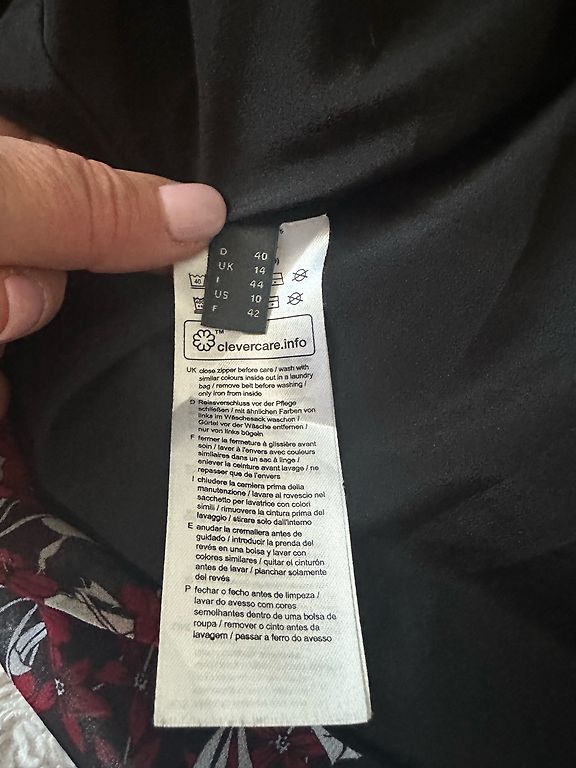 D 40
UK 14
I 44
US 10
F 42
40
clevercare.info
TM
UK close zipper before care / wash with
similar colours inside out in a laundry
bag / remove belt before washing /
only iron from inside
D Reissverschluss vor der Pflege
schließen / mit ähnlichen Farben von
links im Wäschesack waschen /
Gürtel vor der Wäsche entfernen /
nur von links bügeln
F fermer la fermeture à glissière avant
soin / laver à l'envers avec couleurs
similaires dans un sac à linge /
enlever la ceinture avant lavage / ne
repasser que de l'envers
I chiudere la cerniera prima della
manutenzione / lavare al rovescio nel
sacchetto per lavatrice con colori
simili / rimuovere la cintura prima del
lavaggio / stirare solo dall'interno
E anudar la cremallera antes de
guidado / introducir la prenda del
revés en una bolsa y lavar con
colores similares / quitar el cinturón
antes de lavar / planchar solamente
del revés
P fechar o fecho antes de limpeza /
lavar do avesso com cores
semelhantes dentro de uma bolsa de
roupa / remover o cinto antes da
lavagem / passar a ferro do avesso